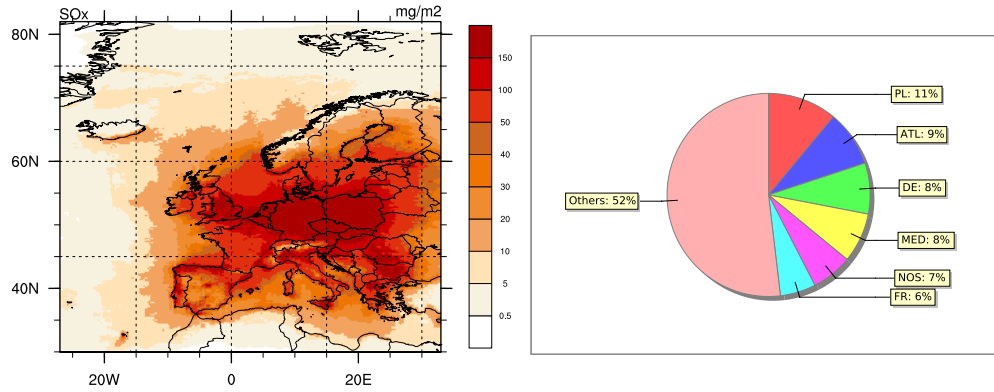 SOx
mg/m2
80N
60N
40N
20W
0
20E
150
100
50
40
30
20
10
5
0.5
PL: 11%
ATL: 9%
DE: 8%
MED: 8%
NOS: 7%
FR: 6%
Others: 52%